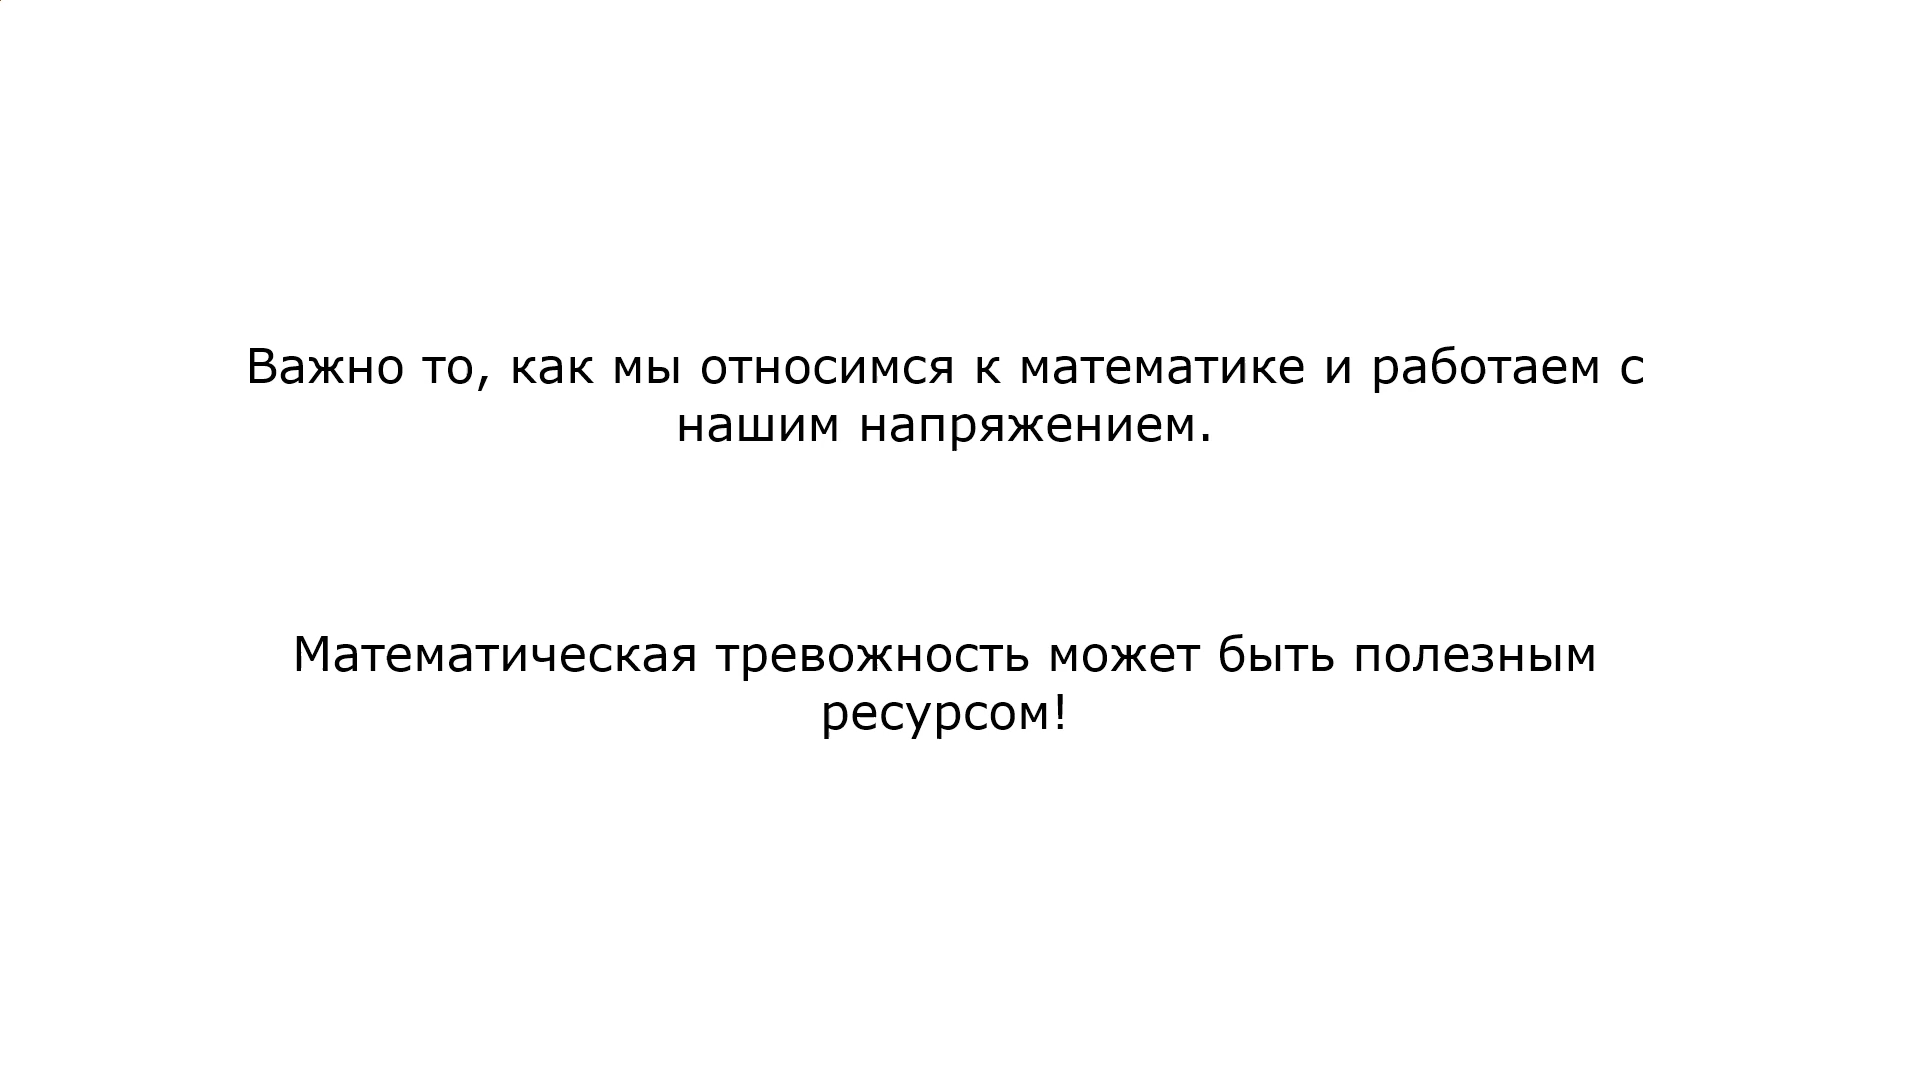 Важно то, как мы относимся к математике и работаем с
нашим напряжением.
Математическая тревожность может быть полезным
ресурсом!